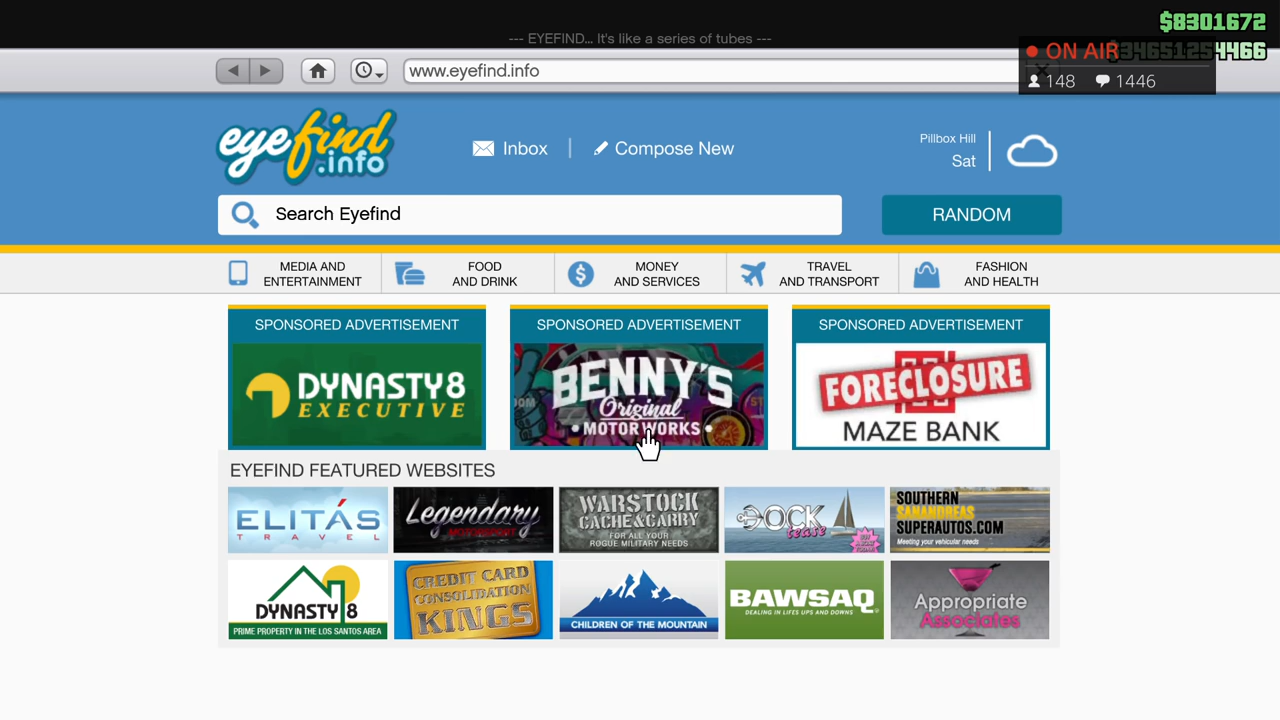 $8301672
--- EYEFIND... It's like a series of tubes ---
ON AIR
4466
www.eyefind.info
148 1446
eyefind
.info
Inbox
Compose New
Pillbox Hill
Sat
Search Eyefind
RANDOM
MEDIA AND
ENTERTAINMENT
FOOD
AND DRINK
MONEY
AND SERVICES
TRAVEL
AND TRANSPORT
FASHION
AND HEALTH
SPONSORED ADVERTISEMENT
DYNASTY8
EXECUTIVE
SPONSORED ADVERTISEMENT
BENNY'S
Original
MOTORWORKS
SPONSORED ADVERTISEMENT
FORECLOSURE
MAZE BANK
EYEFIND FEATURED WEBSITES
ELITÁS
TRAVEL
Legendary
MOTORSPORT
WARSTOCK
CACHE&CARRY
FOR ALL YOUR
ROGUE MILITARY NEEDS
DOCK
tease
SOUTHERN
SANANDREAS
SUPERAUTOS.COM
Meeting your vehicular needs
DYNASTY 8
PRIME PROPERTY IN THE LOS SANTOS AREA
CREDIT CARD
CONSOLIDATION
KINGS
CHILDREN OF THE MOUNTAIN
BAWSAQ
DEALING IN LIFES UPS AND DOWNS
Appropriate
Associates